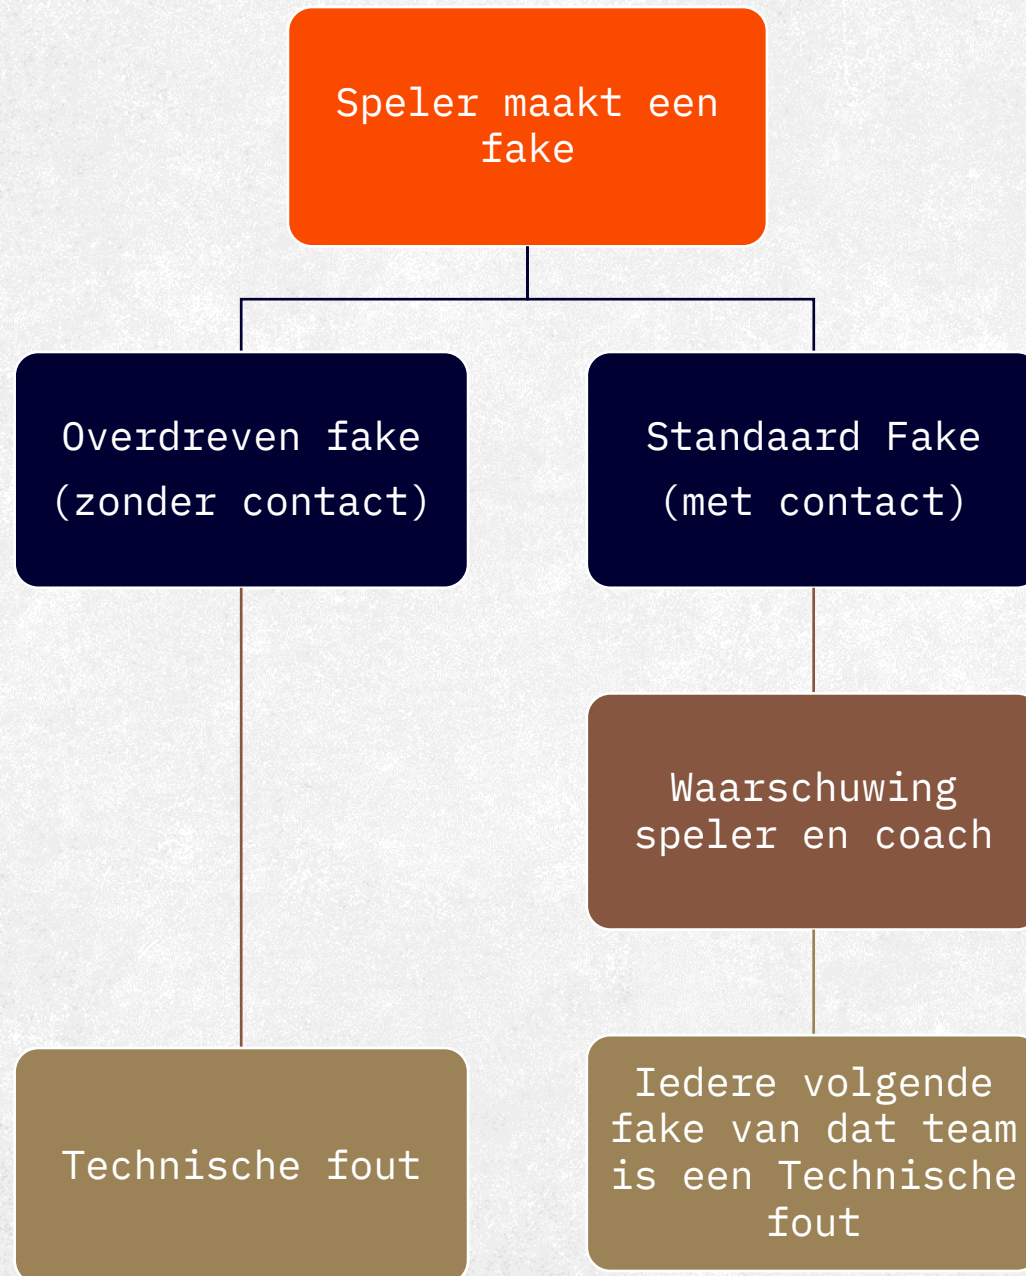 Speler maakt een
fake
Overdreven fake
(zonder contact)
Standaard Fake
(met contact)
Waarschuwing
speler en coach
Technische fout
Iedere volgende
fake van dat team
is een Technische
fout